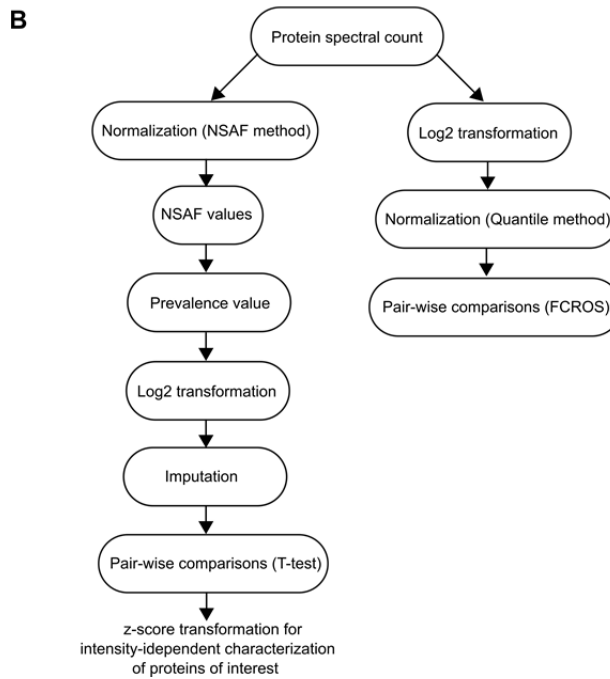 B
Protein spectral count
Normalization (NSAF method)
NSAF values
Prevalence value
Log2 transformation
Imputation
Pair-wise comparisons (T-test)
z-score transformation for
intensity-idependent characterization
of proteins of interest
Log2 transformation
Normalization (Quantile method)
Pair-wise comparisons (FCROS)